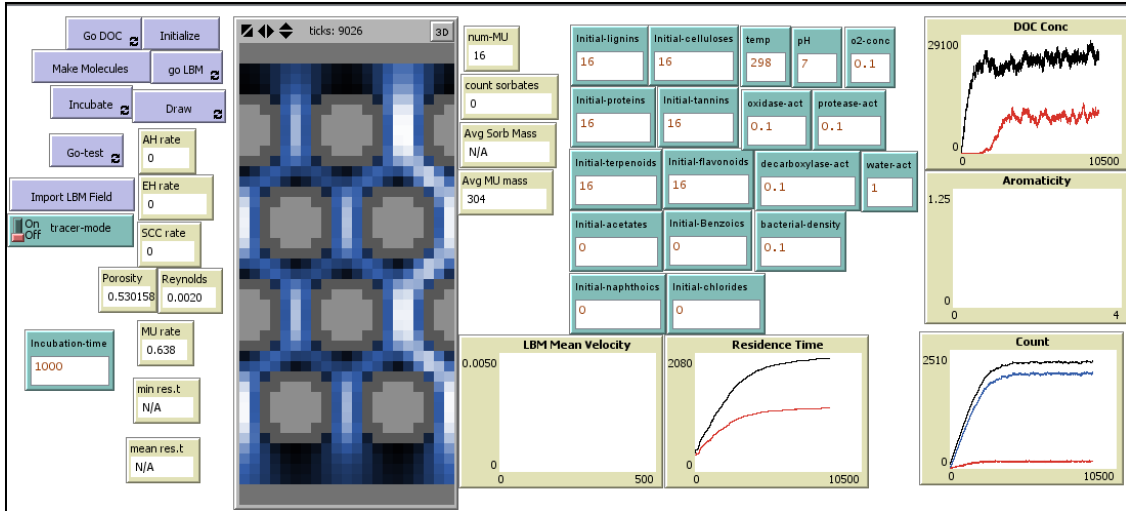 Go DOC
Initialize
Make Molecules
go LBM
Incubate
Draw
Go-test
AH rate
0
Import LBM Field
EH rate
0
On
Off
tracer-mode
SCC rate
0
Porosity
0.530158
Reynolds
0.0020
Incubation-time
1000
MU rate
0.638
min res.t
N/A
mean res.t
N/A
ticks: 9026
3D
num-MU
16
count sorbates
0
Avg Sorb Mass
N/A
Avg MU mass
304
Initial-lignins
16
Initial-celluloses
16
temp
298
pH
7
o2-conc
0.1
Initial-proteins
16
Initial-tannins
16
oxidase-act
0.1
protease-act
0.1
Initial-terpenoids
16
Initial-flavonoids
16
decarboxylase-act
0.1
water-act
1
Initial-acetates
0
Initial-Benzoics
0
bacterial-density
0.1
Initial-naphthoics
0
Initial-chlorides
0
LBM Mean Velocity
0.0050
0
0
500
Residence Time
2080
0
0
10500
DOC Conc
29100
0
0
10500
Aromaticity
1.25
0
0
4
Count
2510
0
0
10500